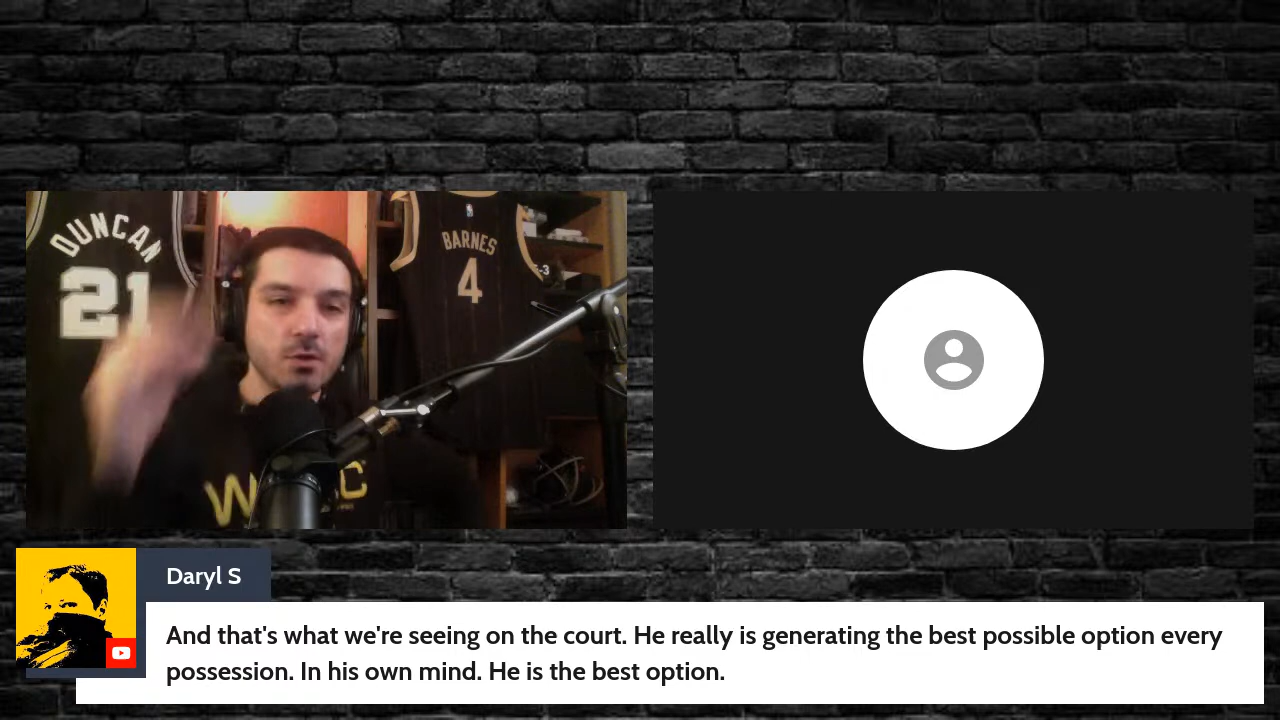 DUNCAN
21
BARNES
4
Daryl S
And that's what we're seeing on the court. He really is generating the best possible option every
possession. In his own mind. He is the best option.